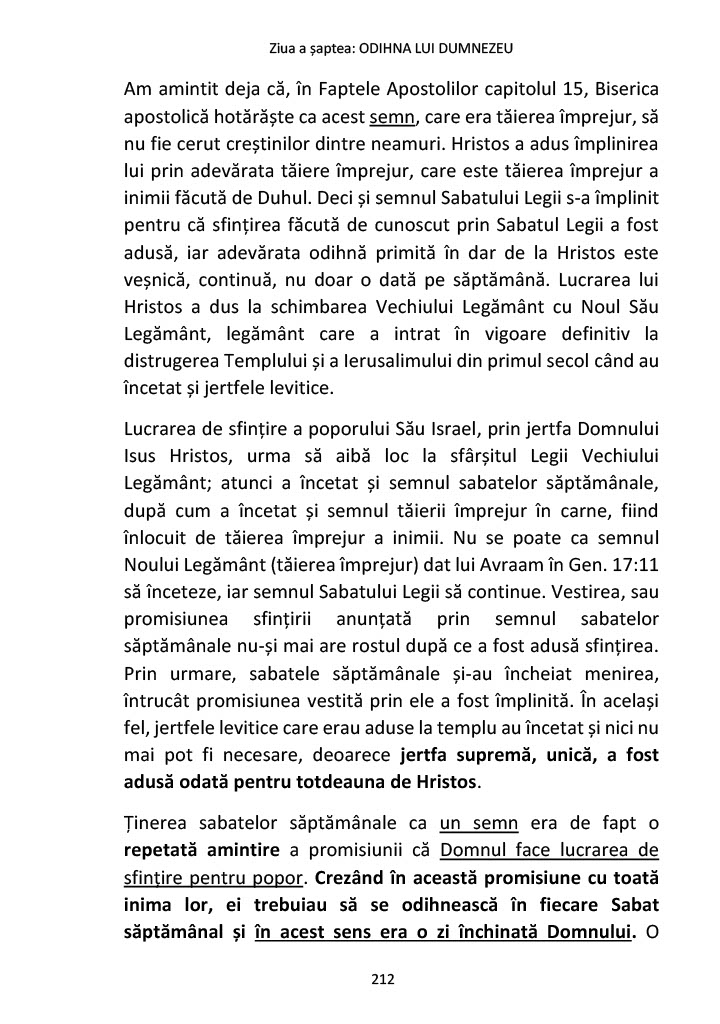 Ziua a șaptea: ODIHNA LUI DUMNEZEU
Am amintit deja că, în Faptele Apostolilor capitolul 15, Biserica
apostolică hotărăște ca acest semn, care era tăierea împrejur, să
nu fie cerut creștinilor dintre neamuri. Hristos a adus împlinirea
lui prin adevărata tăiere împrejur, care este tăierea împrejur a
inimii făcută de Duhul. Deci și semnul Sabatului Legii s-a împlinit
pentru că sfințirea făcută de cunoscut prin Sabatul Legii a fost
adusă, iar adevărata odihnă primită în dar de la Hristos este
veșnică, continuă, nu doar o dată pe săptămână. Lucrarea lui
Hristos a dus la schimbarea Vechiului Legământ cu Noul Său
Legământ, legământ care a intrat în vigoare definitiv la
distrugerea Templului și a Ierusalimului din primul secol când au
încetat și jertfele levitice.
Lucrarea de sfințire a poporului Său Israel, prin jertfa Domnului
Isus Hristos, urma să aibă loc la sfârșitul Legii Vechiului
Legământ; atunci a încetat și semnul sabatelor săptămânale,
după cum a încetat și semnul tăierii împrejur în carne, fiind
înlocuit de tăierea împrejur a inimii. Nu se poate ca semnul
Noului Legământ (tăierea împrejur) dat lui Avraam în Gen. 17:11
să înceteze, iar semnul Sabatului Legii să continue. Vestirea, sau
promisiunea sfințirii anunțată prin semnul sabatelor
săptămânale nu-și mai are rostul după ce a fost adusă sfințirea.
Prin urmare, sabatele săptămânale și-au încheiat menirea,
întrucât promisiunea vestită prin ele a fost împlinită. În același
fel, jertfele levitice care erau aduse la templu au încetat și nici nu
mai pot fi necesare, deoarece jertfa supremă, unică, a fost
adusă odată pentru totdeauna de Hristos.
Ținerea sabatelor săptămânale ca un semn era de fapt o
repetată amintire a promisiunii că Domnul face lucrarea de
sfințire pentru popor. Crezând în această promisiune cu toată
inima lor, ei trebuiau să se odihnească în fiecare Sabat
săptămânal și în acest sens era o zi închinată Domnului. O
212